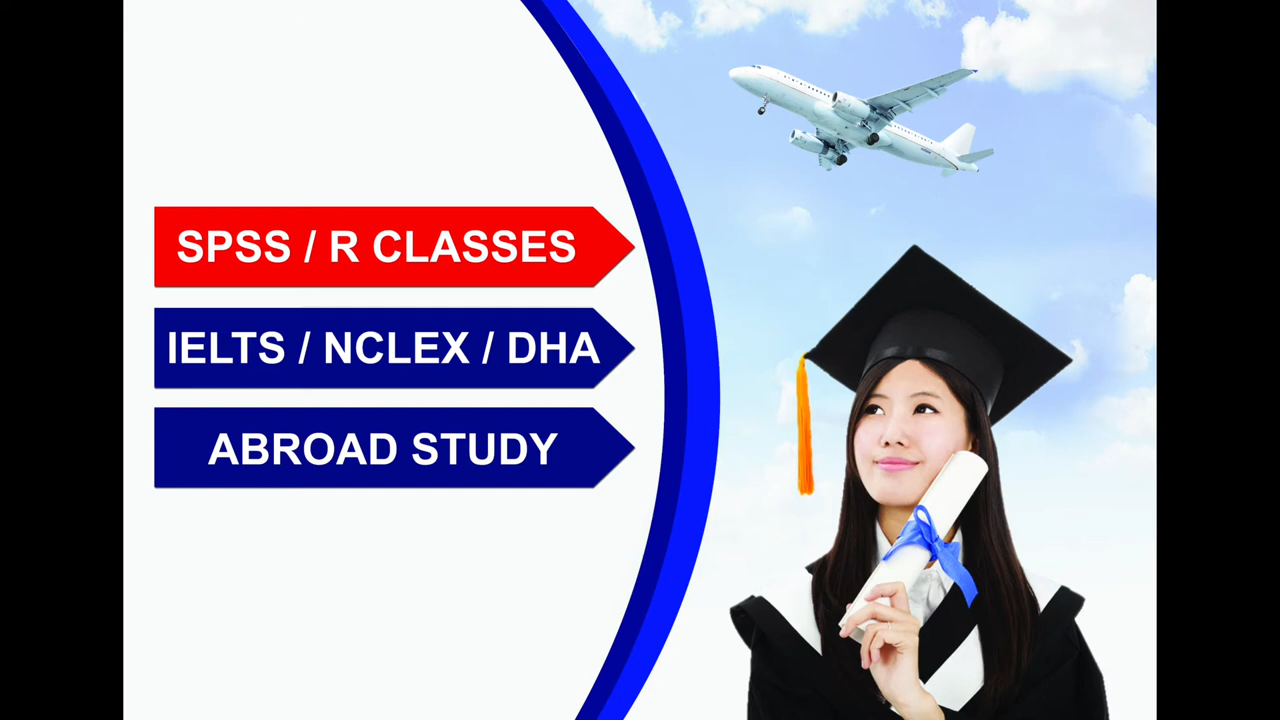 SPSS / R CLASSES
IELTS / NCLEX / DHA
ABROAD STUDY